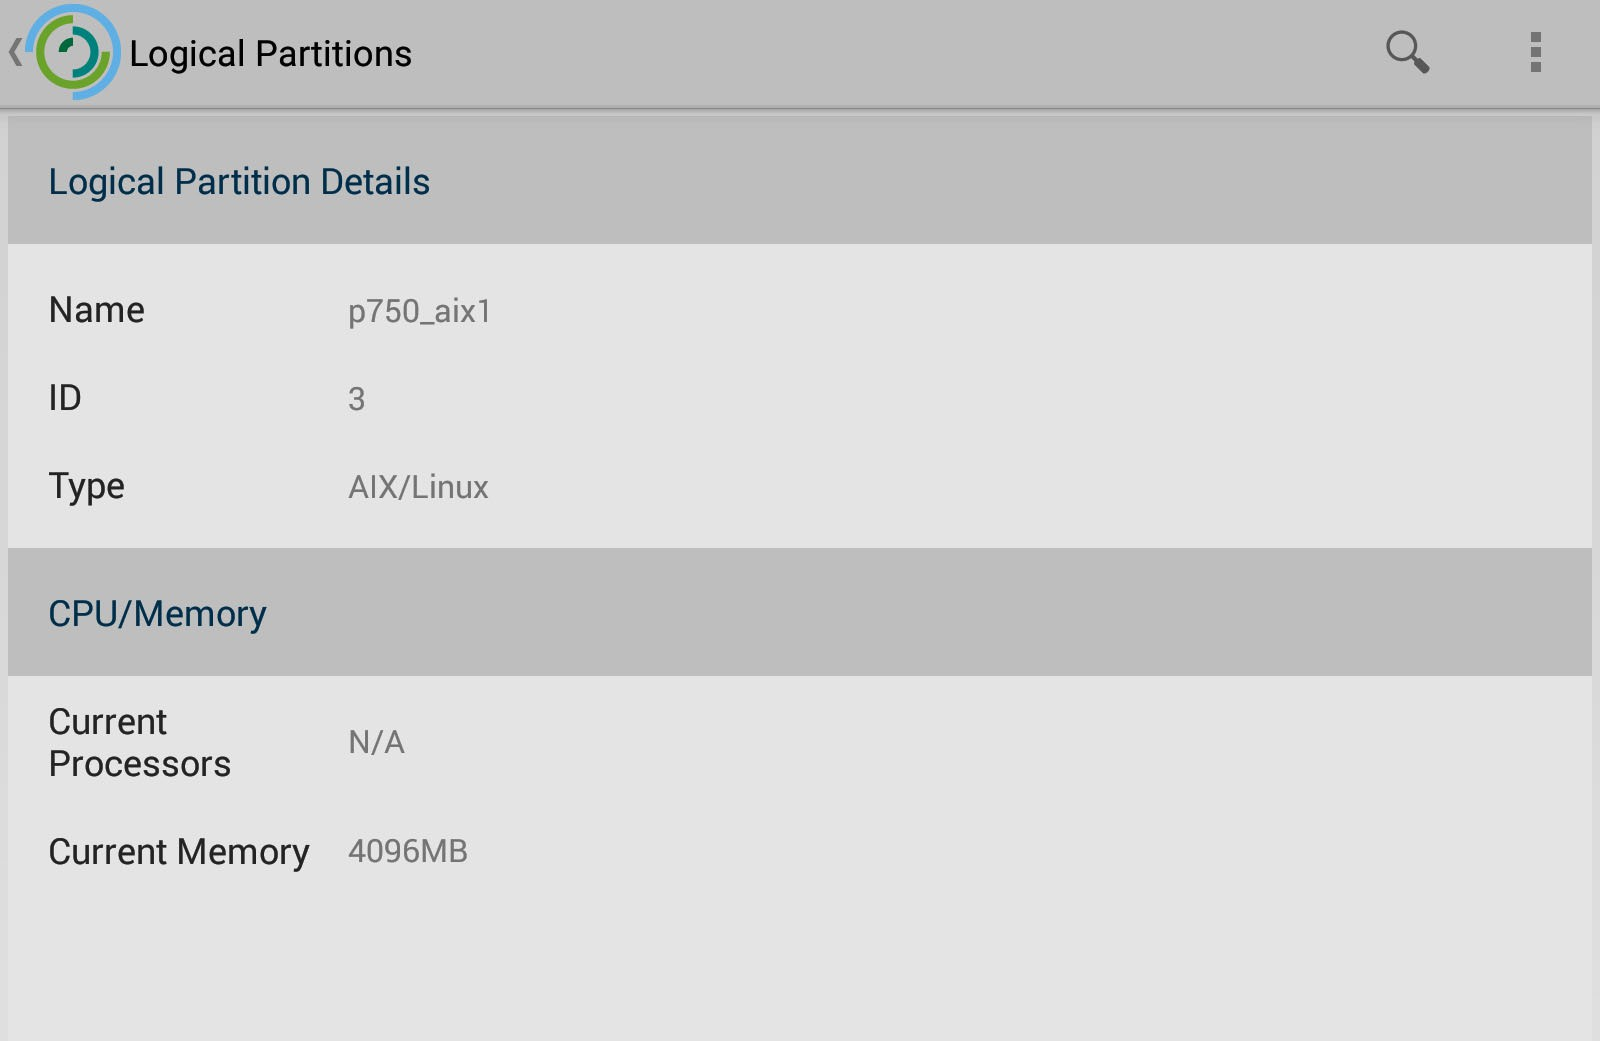 Logical Partitions
Logical Partition Details
Name p750_aix1
ID 3
Type AIX/Linux
CPU/Memory
Current Processors N/A
Current Memory 4096MB